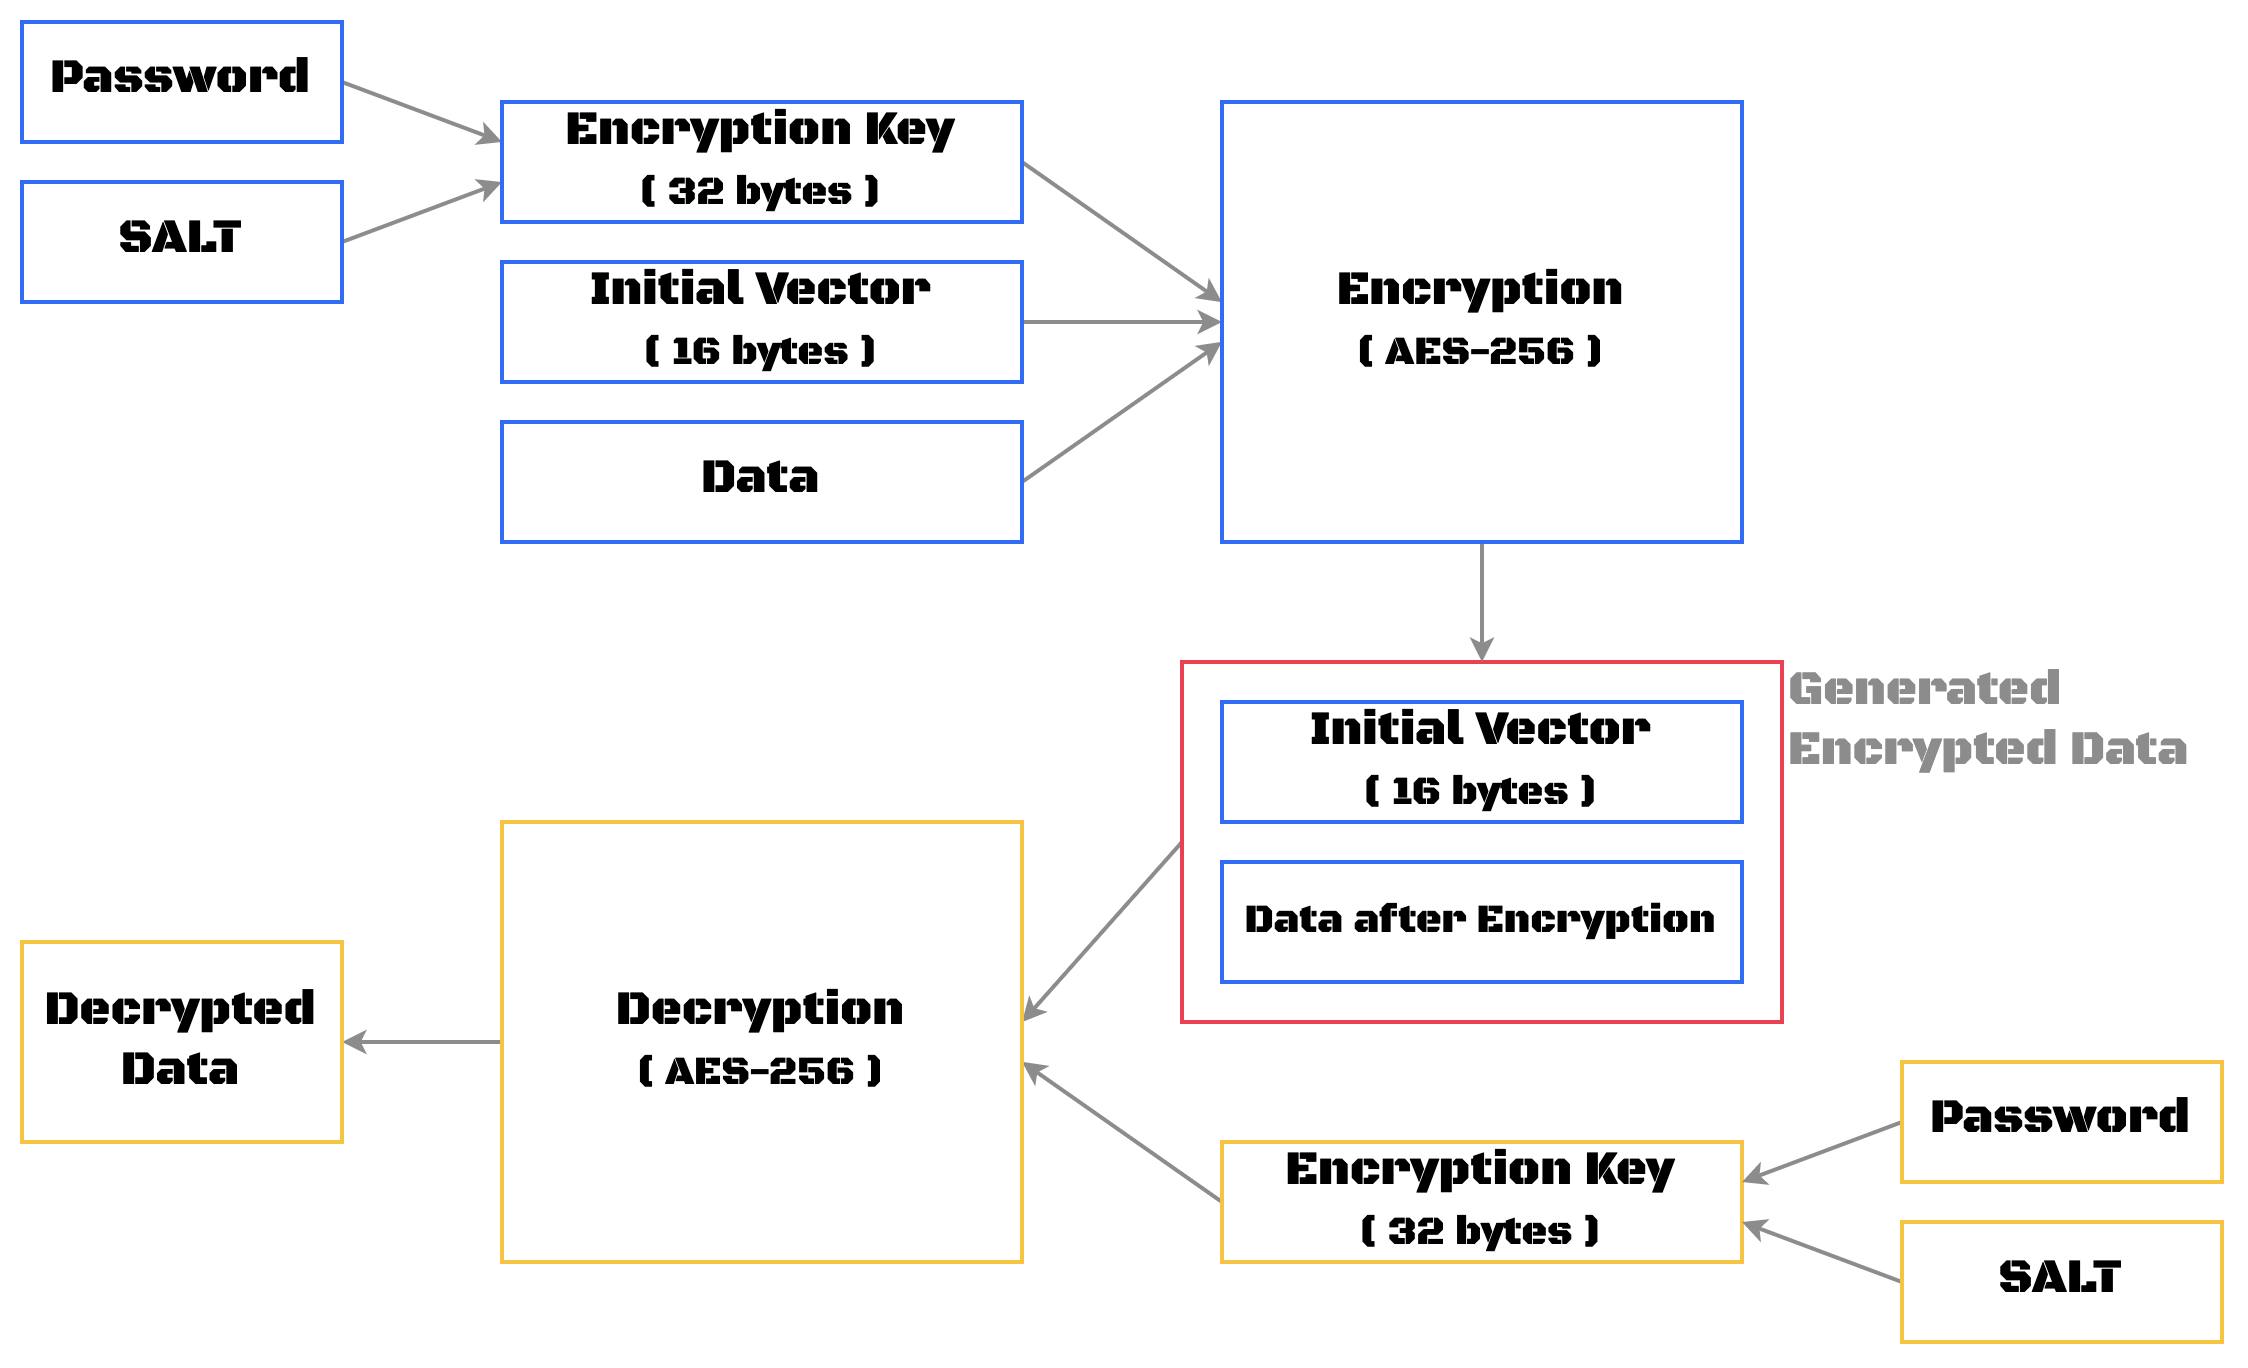 Password
SALT
Encryption Key
( 32 bytes )
Initial Vector
( 16 bytes )
Data
Encryption
( AES-256 )
Generated
Encrypted Data
Initial Vector
( 16 bytes )
Data after Encryption
Decryption
( AES-256 )
Decrypted
Data
Encryption Key
( 32 bytes )
Password
SALT